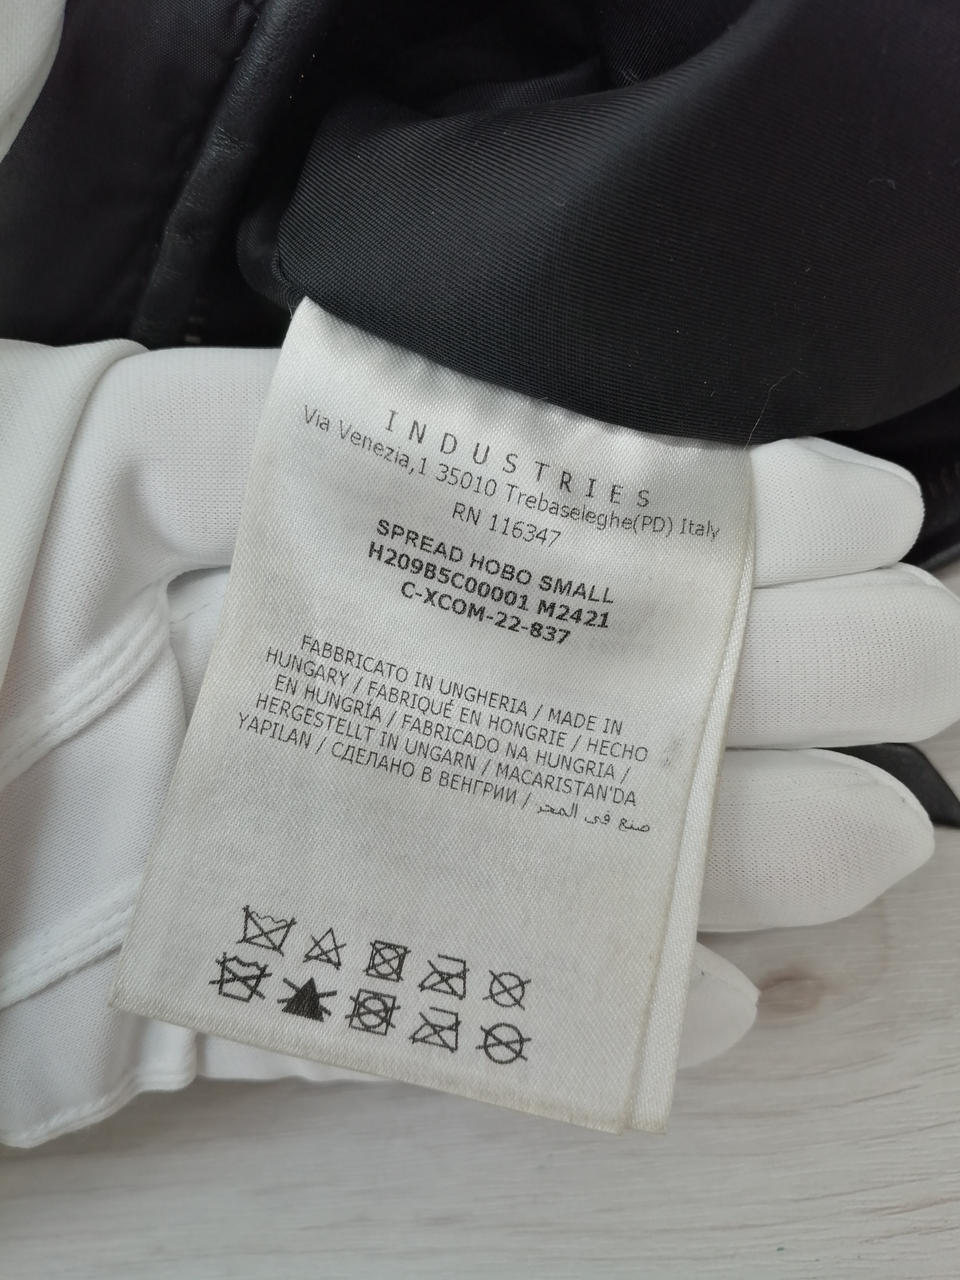 INDUSTRIES
Via Venezia,1 35010 Trebaseleghe(PD) Italy
RN 116347
SPREAD HOBO SMALL
H209B5C00001 M2421
C-XCOM-22-837
FABBRICATO IN UNGHERIA / MADE IN
HUNGARY / FABRIQUÉ EN HONGRIE / HECHO
EN HUNGRÍA / FABRICADO NA HUNGRIA /
HERGESTELLT IN UNGARN / MACARISTAN'DA
YAPILAN / СДЕЛАНО В ВЕНГРИИ / صنع في المجر